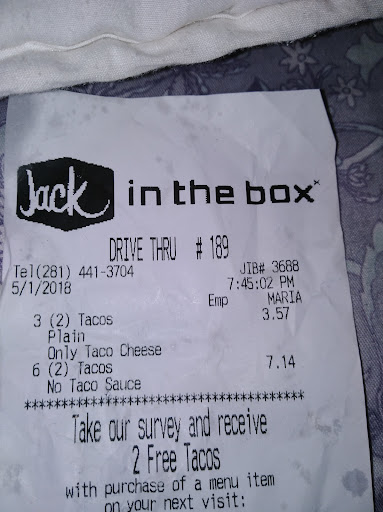 Jack in the box
DRIVE THRU # 189
Tel(281) 441-3704 JIB# 3688
5/1/2018 7:45:02 PM
Emp MARIA
3 (2) Tacos 3.57
Plain
Only Taco Cheese
6 (2) Tacos 7.14
No Taco Sauce
****************************************
Take our survey and receive
2 Free Tacos
with purchase of a menu item
on your next visit: